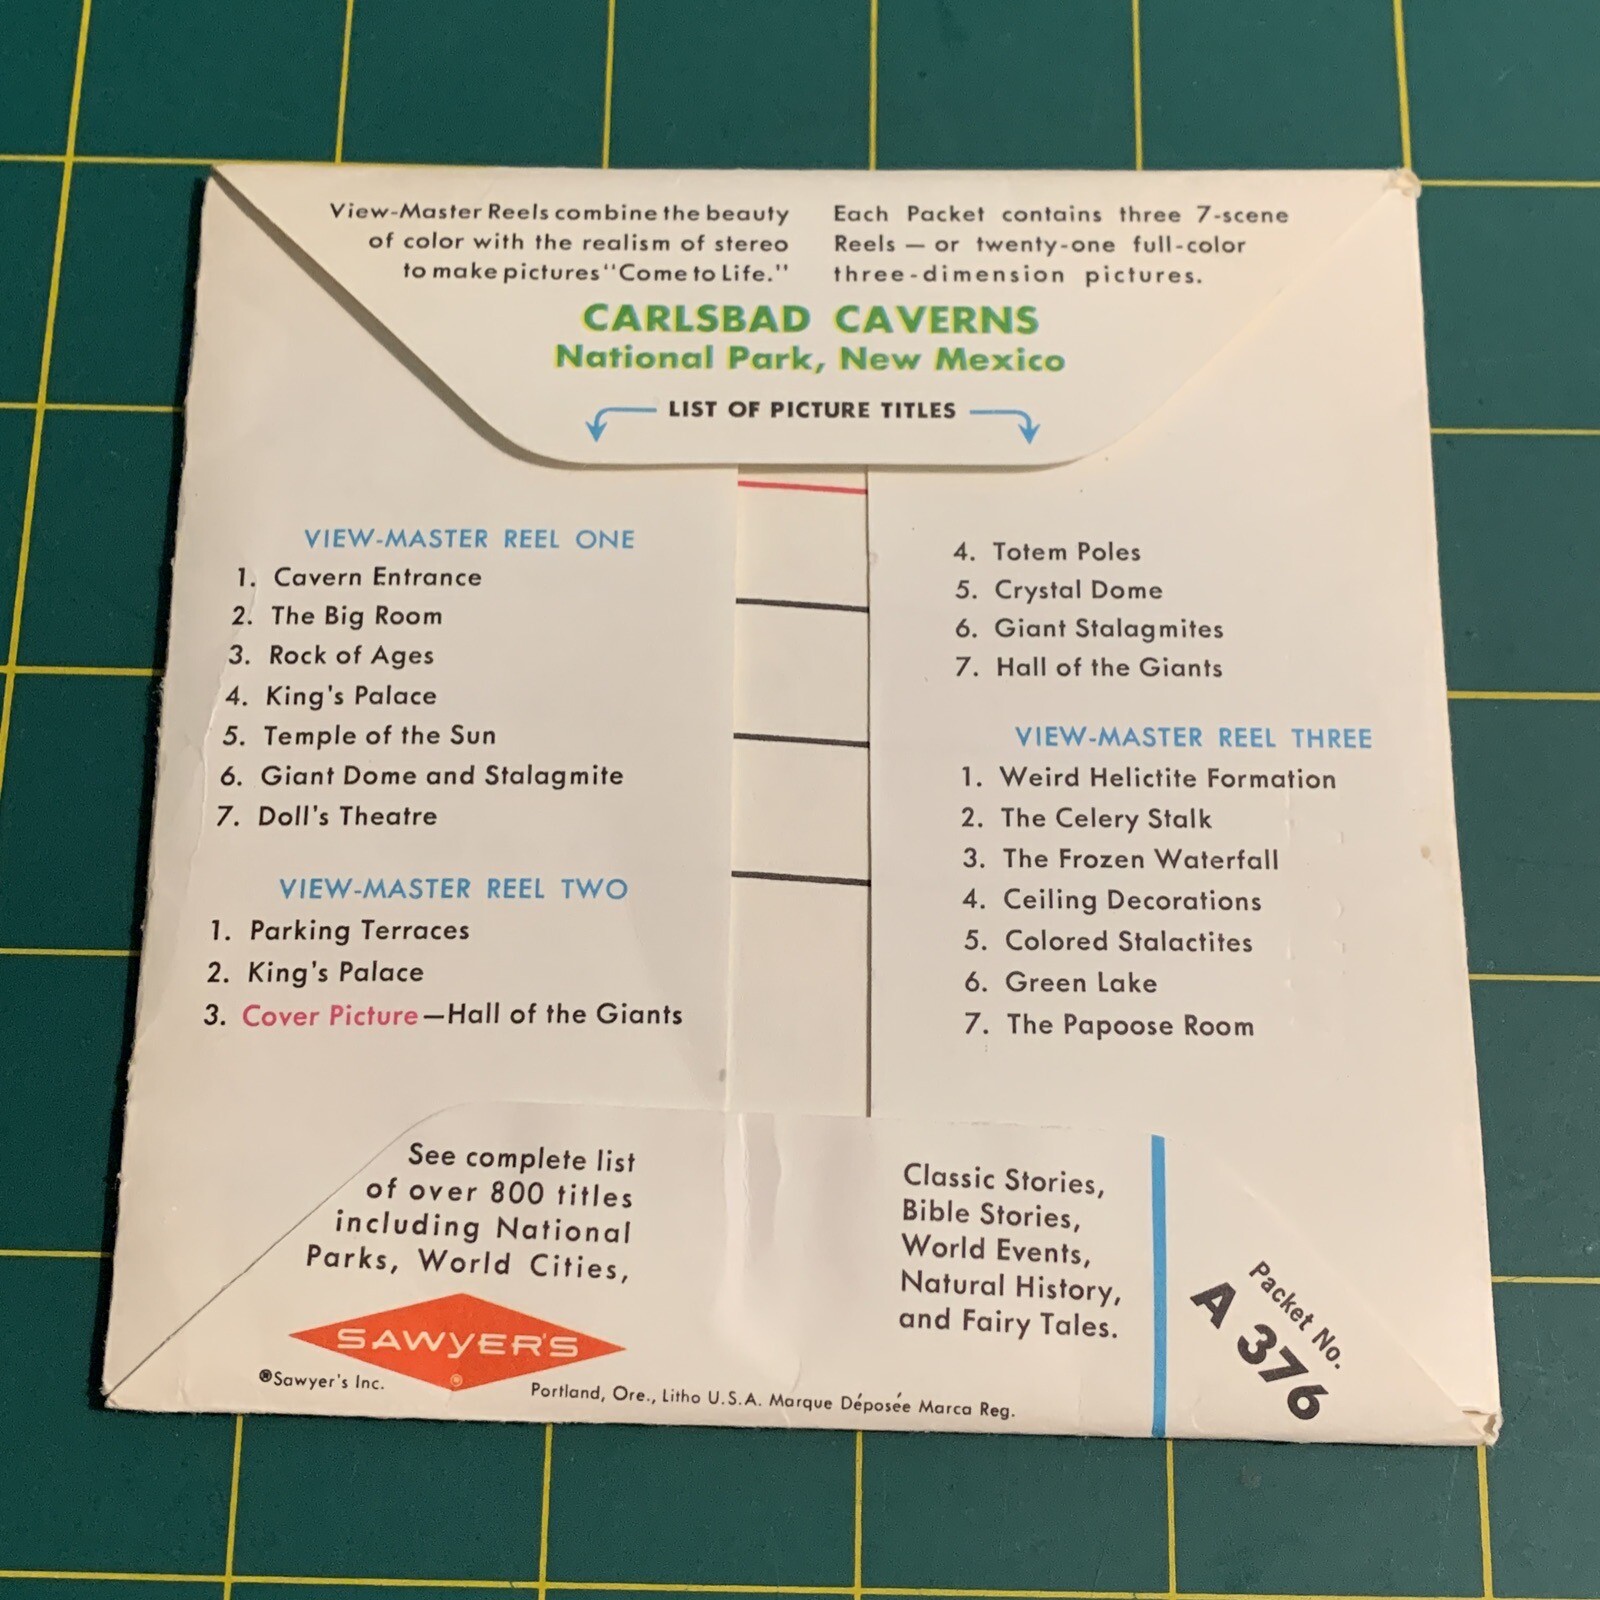 View-Master Reels combine the beauty
of color with the realism of stereo
to make pictures "Come to Life."
Each Packet contains three 7-scene
Reels — or twenty-one full-color
three-dimension pictures.
CARLSBAD CAVERNS
National Park, New Mexico
LIST OF PICTURE TITLES
VIEW-MASTER REEL ONE
1. Cavern Entrance
2. The Big Room
3. Rock of Ages
4. King's Palace
5. Temple of the Sun
6. Giant Dome and Stalagmite
7. Doll's Theatre
VIEW-MASTER REEL TWO
1. Parking Terraces
2. King's Palace
3. Cover Picture—Hall of the Giants
4. Totem Poles
5. Crystal Dome
6. Giant Stalagmites
7. Hall of the Giants
VIEW-MASTER REEL THREE
1. Weird Helictite Formation
2. The Celery Stalk
3. The Frozen Waterfall
4. Ceiling Decorations
5. Colored Stalactites
6. Green Lake
7. The Papoose Room
See complete list
of over 800 titles
including National
Parks, World Cities,
Classic Stories,
Bible Stories,
World Events,
Natural History,
and Fairy Tales.
SAWYER'S
®
®Sawyer's Inc.
Portland, Ore., Litho U.S.A. Marque Déposée Marca Reg.
Packet No.
A 376